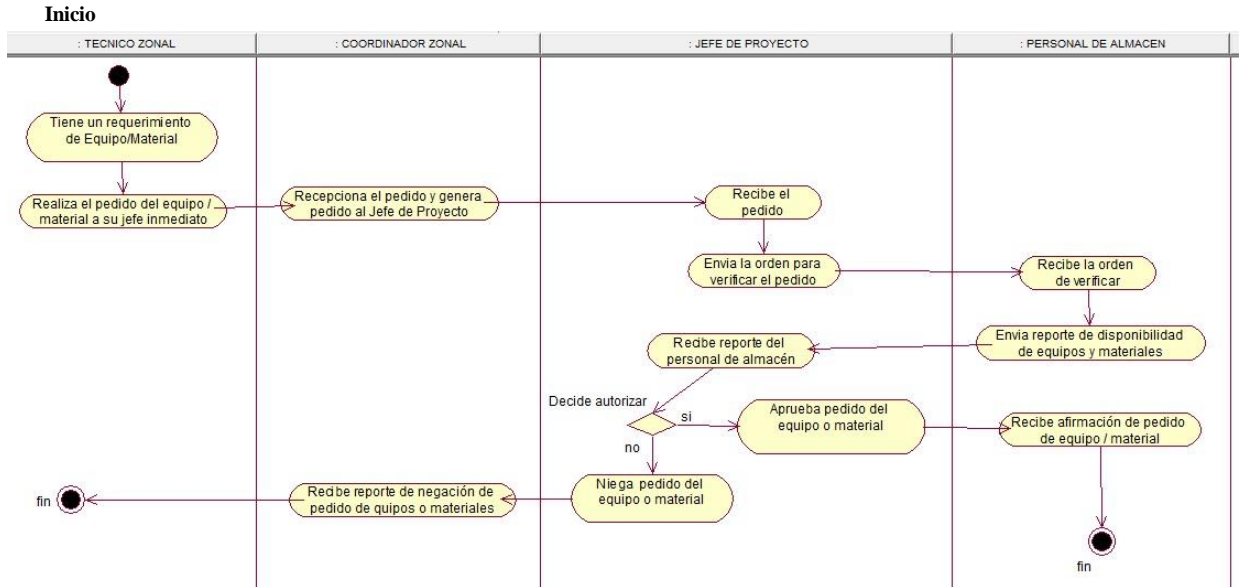 Inicio
: TECNICO ZONAL
: COORDINADOR ZONAL
: JEFE DE PROYECTO
: PERSONAL DE ALMACEN
Tiene un requerimiento
de Equipo/Material
Realiza el pedido del equipo /
material a su jefe inmediato
Recepciona el pedido y genera
pedido al Jefe de Proyecto
Recibe el
pedido
Envia la orden para
verificar el pedido
Recibe la orden
de verificar
Envia reporte de disponibilidad
de equipos y materiales
Recibe reporte del
personal de almacén
Decide autorizar
si
Aprueba pedido del
equipo o material
Recibe afirmación de pedido
de equipo / material
no
Niega pedido del
equipo o material
Recibe reporte de negación de
pedido de quipos o materiales
fin
fin